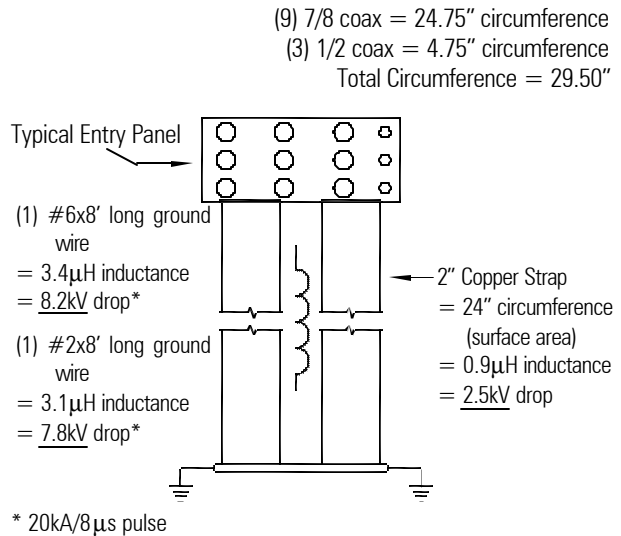 (9) 7/8 coax = 24.75” circumference
(3) 1/2 coax = 4.75” circumference
Total Circumference = 29.50”
Typical Entry Panel
(1) #6x8’ long ground
wire
= 3.4µH inductance
= 8.2kV drop*
(1) #2x8’ long ground
wire
= 3.1µH inductance
= 7.8kV drop*
2” Copper Strap
= 24” circumference
(surface area)
= 0.9µH inductance
= 2.5kV drop
* 20kA/8µs pulse